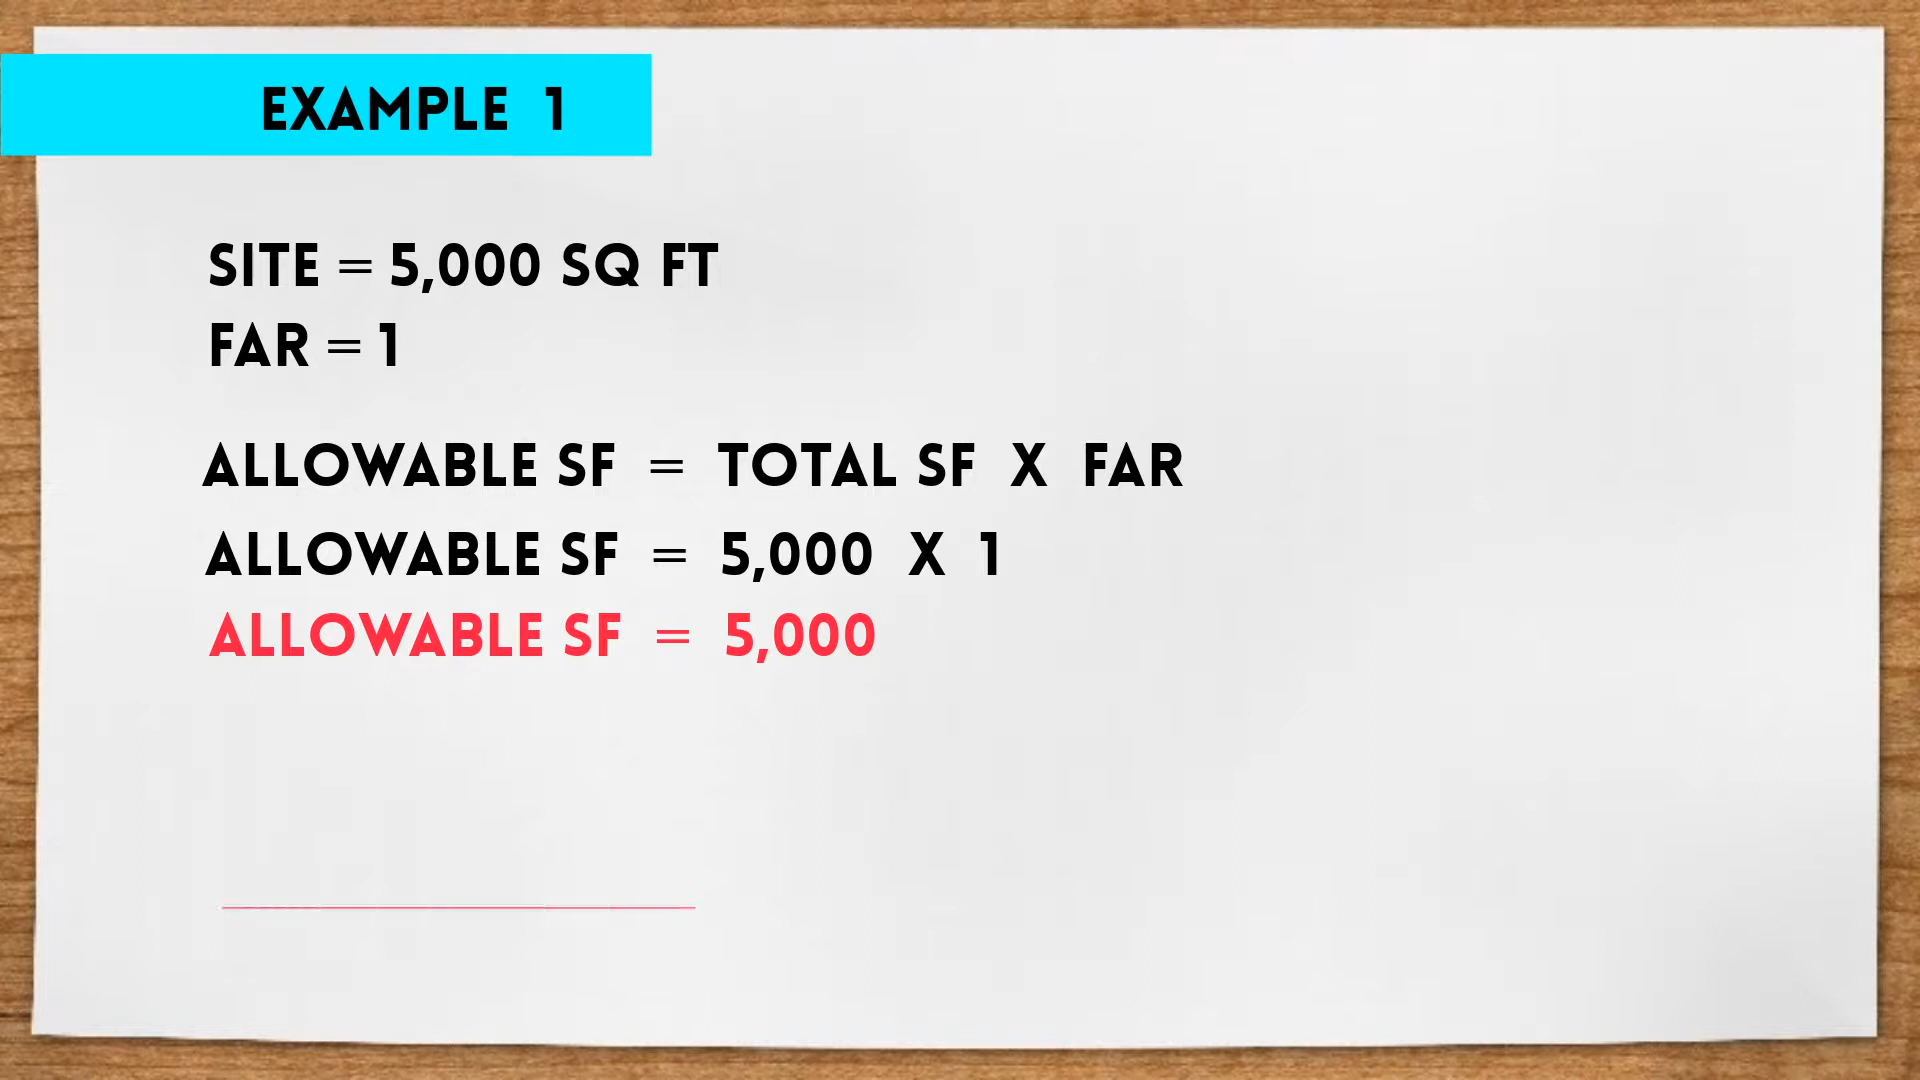 EXAMPLE 1
SITE = 5,000 SQ FT
FAR = 1
ALLOWABLE SF = TOTAL SF X FAR
ALLOWABLE SF = 5,000 X 1
ALLOWABLE SF = 5,000